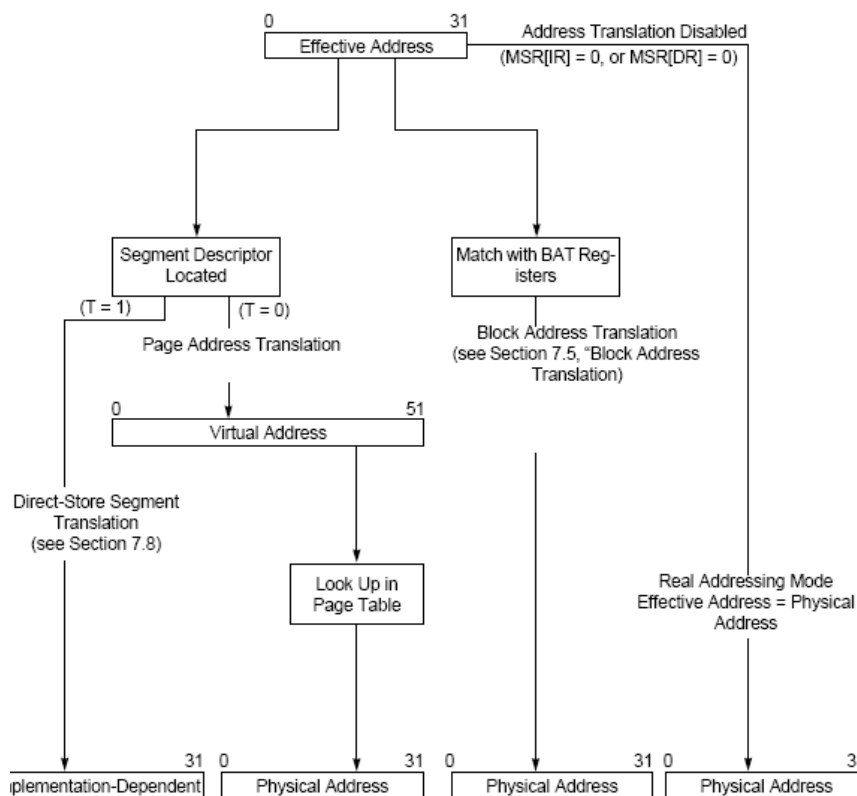 0 31
Effective Address
Address Translation Disabled
(MSR[IR] = 0, or MSR[DR] = 0)
Segment Descriptor
Located
Match with BAT Reg-
isters
(T = 1)
(T = 0)
Page Address Translation
Block Address Translation
(see Section 7.5, “Block Address
Translation)
0 51
Virtual Address
Direct-Store Segment
Translation
(see Section 7.8)
Look Up in
Page Table
Real Addressing Mode
Effective Address = Physical
Address
31
plementation-Dependent
0 31
Physical Address
0 31
Physical Address
0 3
Physical Address